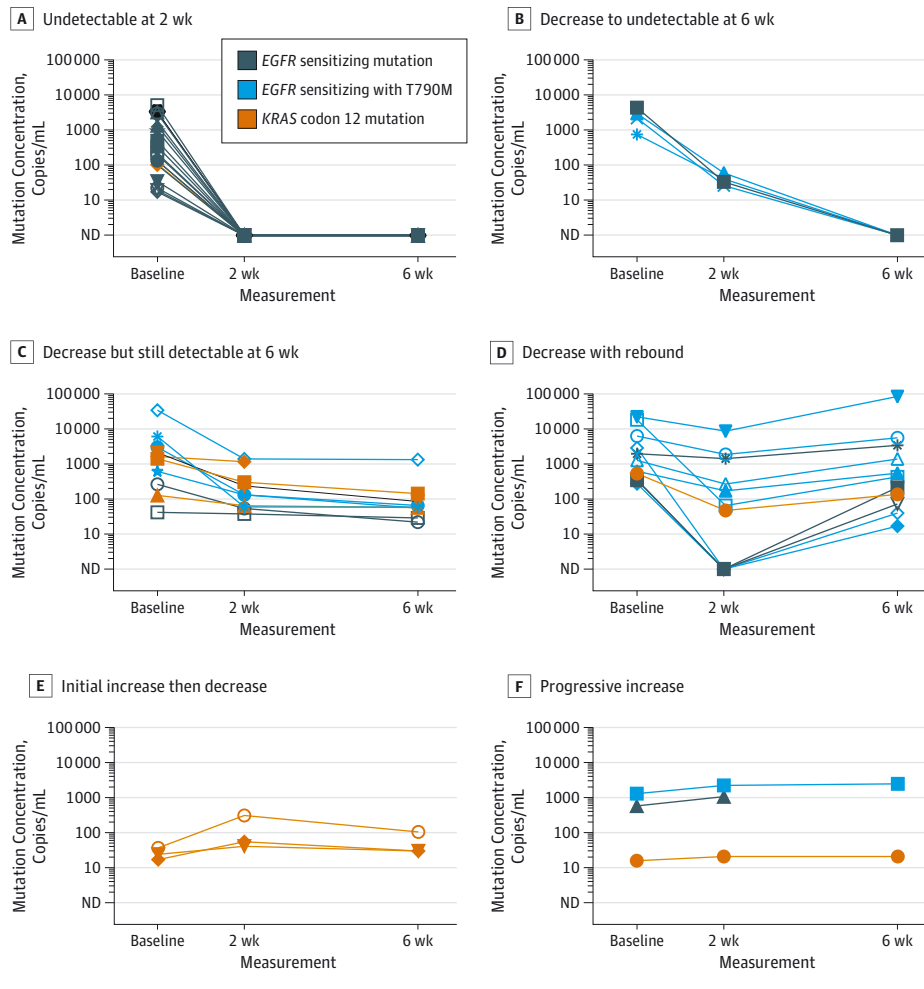 A Undetectable at 2 wk
EGFR sensitizing mutation
EGFR sensitizing with T790M
KRAS codon 12 mutation
Mutation Concentration,
Copies/mL
100 000
10 000
1000
100
10
ND
Baseline
2 wk
6 wk
Measurement
B Decrease to undetectable at 6 wk
Mutation Concentration,
Copies/mL
100 000
10 000
1000
100
10
ND
Baseline
2 wk
6 wk
Measurement
C Decrease but still detectable at 6 wk
Mutation Concentration,
Copies/mL
100 000
10 000
1000
100
10
ND
Baseline
2 wk
6 wk
Measurement
D Decrease with rebound
Mutation Concentration,
Copies/mL
100 000
10 000
1000
100
10
ND
Baseline
2 wk
6 wk
Measurement
E Initial increase then decrease
Mutation Concentration,
Copies/mL
100 000
10 000
1000
100
10
ND
Baseline
2 wk
6 wk
Measurement
F Progressive increase
Mutation Concentration,
Copies/mL
100 000
10 000
1000
100
10
ND
Baseline
2 wk
6 wk
Measurement